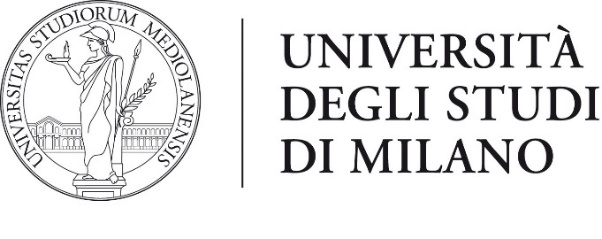 UNIVERSITAS STUDIORUM MEDIOLANENSIS
UNIVERSITÀ
DEGLI STUDI
DI MILANO